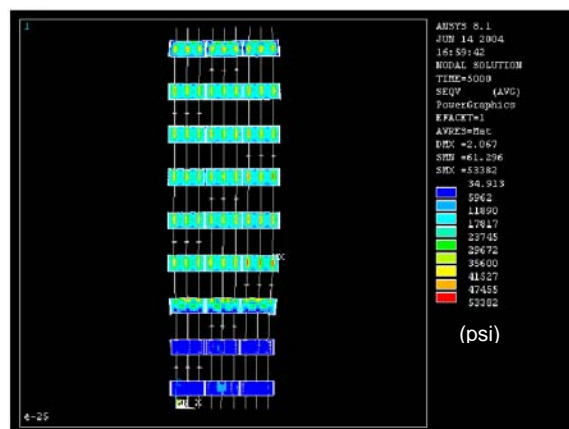 1
ANSYS 8.1
JUN 14 2004
16:59:42
NODAL SOLUTION
TIME=5000
SEQV (AVG)
PowerGraphics
EFACET=1
AVRES=Mat
DMX =2.067
SMN =61.296
SMX =53382
34.913
5962
11890
17817
23745
29672
35600
41527
47455
53382
(psi)
MX
X
e-25